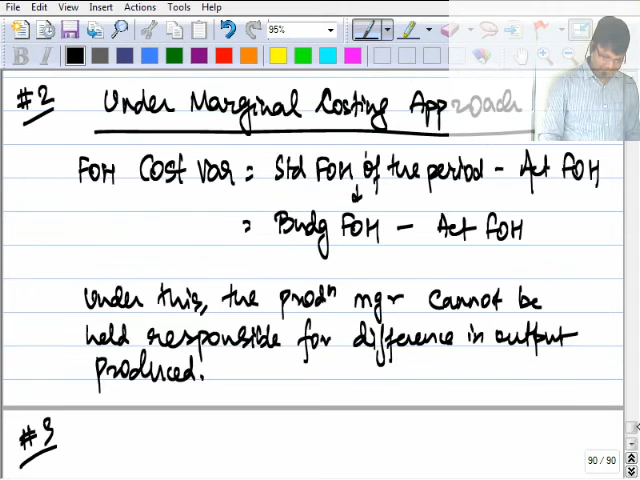 File Edit View Insert Actions Tools Help
95%
B I
#2 Under Marginal Costing Approach
FOH Cost Var = Std FOH of the period - Act FOH
= Budg FOH - Act FOH
Under this, the prodn mgr cannot be
held responsible for difference in output
produced.
#3
90 / 90